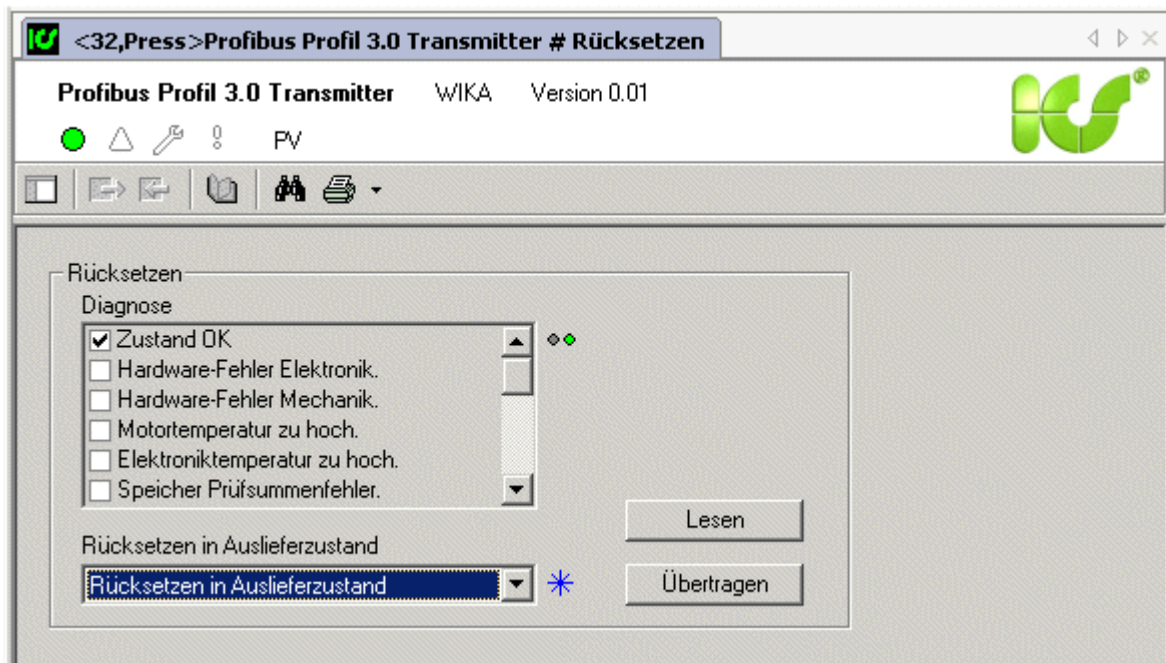 <32,Press>Profibus Profil 3.0 Transmitter # Rücksetzen
Profibus Profil 3.0 Transmitter WIKA Version 0.01
ICS ®
PV
Rücksetzen
Diagnose
Zustand OK
Hardware-Fehler Elektronik.
Hardware-Fehler Mechanik.
Motortemperatur zu hoch.
Elektroniktemperatur zu hoch.
Speicher Prüfsummenfehler.
Lesen
Rücksetzen in Auslieferzustand
Rücksetzen in Auslieferzustand
Übertragen